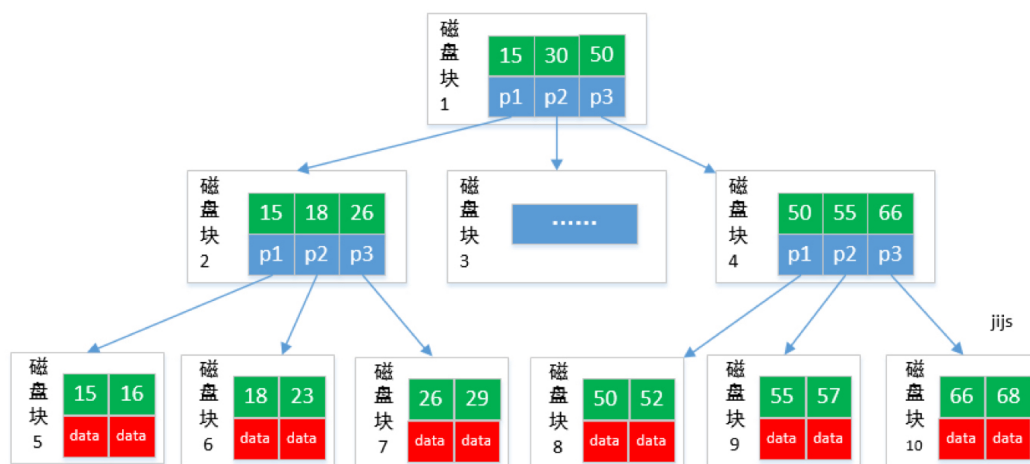 磁盘块1
15 30 50
p1 p2 p3
磁盘块2
15 18 26
p1 p2 p3
磁盘块3
......
磁盘块4
50 55 66
p1 p2 p3
jijs
磁盘块5
15 16
data data
磁盘块6
18 23
data data
磁盘块7
26 29
data data
磁盘块8
50 52
data data
磁盘块9
55 57
data data
磁盘块10
66 68
data data